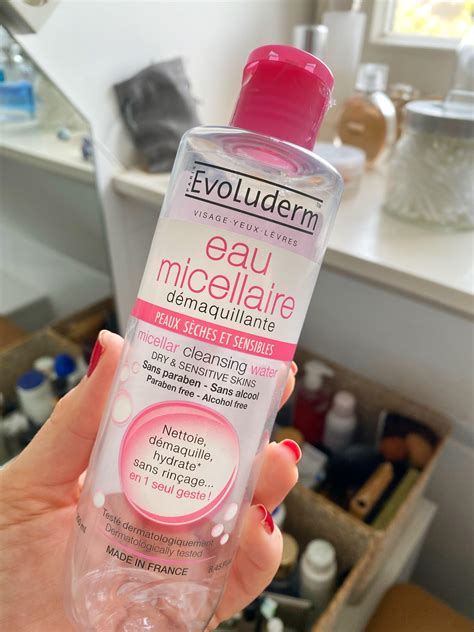 PARIS
EVOLUDERM
VISAGE-YEUX-LÈVRES
eau
micellaire
démaquillante
PEAUX SÈCHES ET SENSIBLES
micellar cleansing water
DRY & SENSITIVE SKINS
Sans paraben - Sans alcool
Paraben free - Alcohol free
Nettoie,
démaquille,
hydrate*
sans rinçage...
en 1 seul geste !
Testé dermatologiquement
Dermatologically tested
MADE IN FRANCE